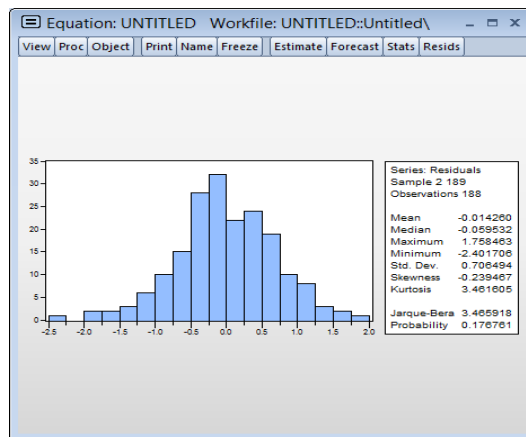 Equation: UNTITLED Workfile: UNTITLED::Untitled\
View Proc Object Print Name Freeze Estimate Forecast Stats Resids
35
30
25
20
15
10
5
0
-2.5 -2.0 -1.5 -1.0 -0.5 0.0 0.5 1.0 1.5 2.0
Series: Residuals
Sample 2 189
Observations 188
Mean -0.014260
Median -0.059532
Maximum 1.758463
Minimum -2.401706
Std. Dev. 0.706494
Skewness -0.239467
Kurtosis 3.461605
Jarque-Bera 3.465918
Probability 0.176761